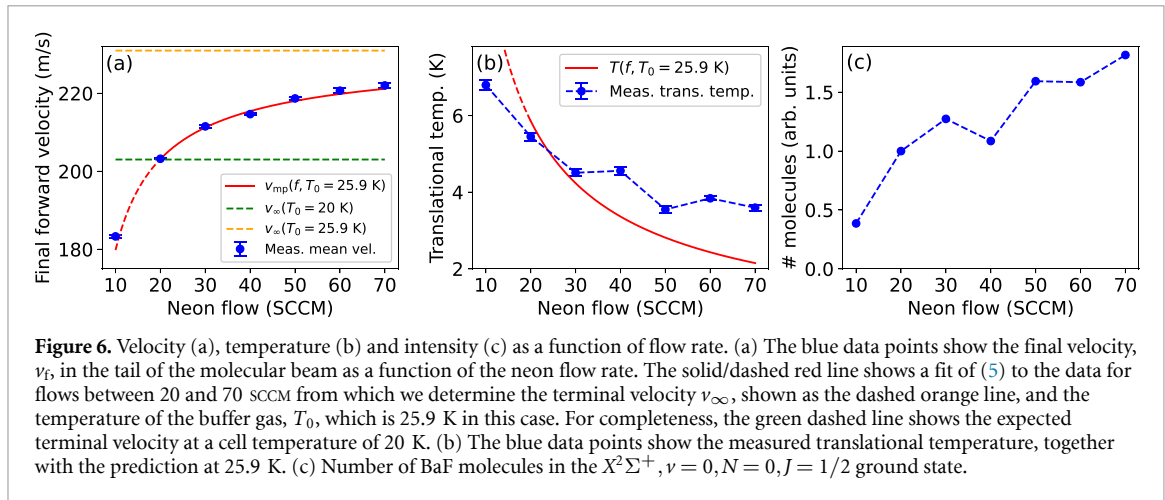 (a)
Final forward velocity (m/s)
220
200
180
v_mp(f, T_0 = 25.9 K)
v_∞(T_0 = 20 K)
v_∞(T_0 = 25.9 K)
Meas. mean vel.
10 20 30 40 50 60 70
Neon flow (SCCM)
(b)
Translational temp. (K)
6
4
2
T(f, T_0 = 25.9 K)
Meas. trans. temp.
10 20 30 40 50 60 70
Neon flow (SCCM)
(c)
# molecules (arb. units)
1.5
1.0
0.5
0.0
10 20 30 40 50 60 70
Neon flow (SCCM)
Figure 6. Velocity (a), temperature (b) and intensity (c) as a function of flow rate. (a) The blue data points show the final velocity,
v_f, in the tail of the molecular beam as a function of the neon flow rate. The solid/dashed red line shows a fit of (5) to the data for
flows between 20 and 70 SCCM from which we determine the terminal velocity v_∞, shown as the dashed orange line, and the
temperature of the buffer gas, T_0, which is 25.9 K in this case. For completeness, the green dashed line shows the expected
terminal velocity at a cell temperature of 20 K. (b) The blue data points show the measured translational temperature, together
with the prediction at 25.9 K. (c) Number of BaF molecules in the X²Σ⁺, v = 0, N = 0, J = 1/2 ground state.